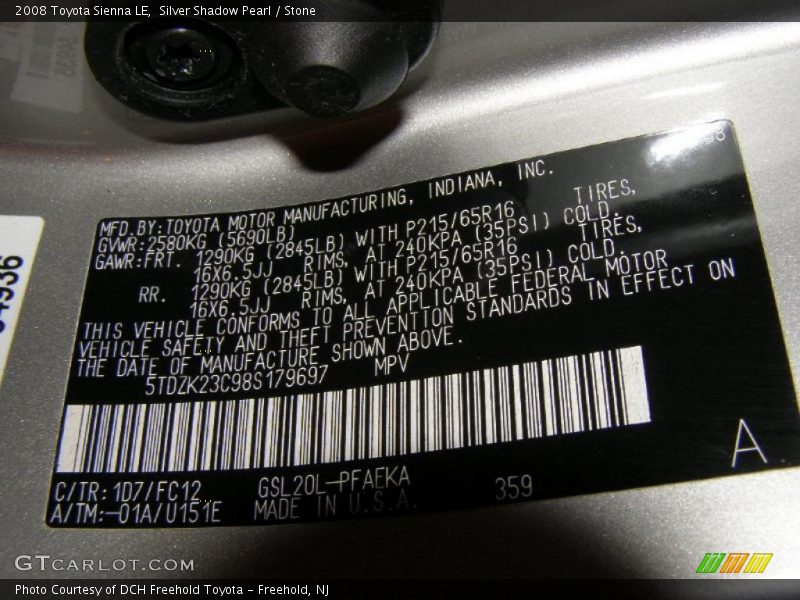 2008 Toyota Sienna LE,  Silver Shadow Pearl / Stone
MFD.BY:TOYOTA MOTOR MANUFACTURING, INDIANA, INC.
GVWR:2580KG (5690LB)
GAWR:FRT. 1290KG (2845LB) WITH P215/65R16 TIRES,
16X6.5JJ RIMS, AT 240KPA (35PSI) COLD.
RR. 1290KG (2845LB) WITH P215/65R16 TIRES,
16X6.5JJ RIMS, AT 240KPA (35PSI) COLD.
THIS VEHICLE CONFORMS TO ALL APPLICABLE FEDERAL MOTOR
VEHICLE SAFETY AND THEFT PREVENTION STANDARDS IN EFFECT ON
THE DATE OF MANUFACTURE SHOWN ABOVE.
5TDZK23C98S179697 MPV
A
C/TR:1D7/FC12 GSL20L-PFAEKA 359
A/TM:-01A/U151E MADE IN U.S.A.
GTCARLOT.COM
Photo Courtesy of DCH Freehold Toyota - Freehold, NJ